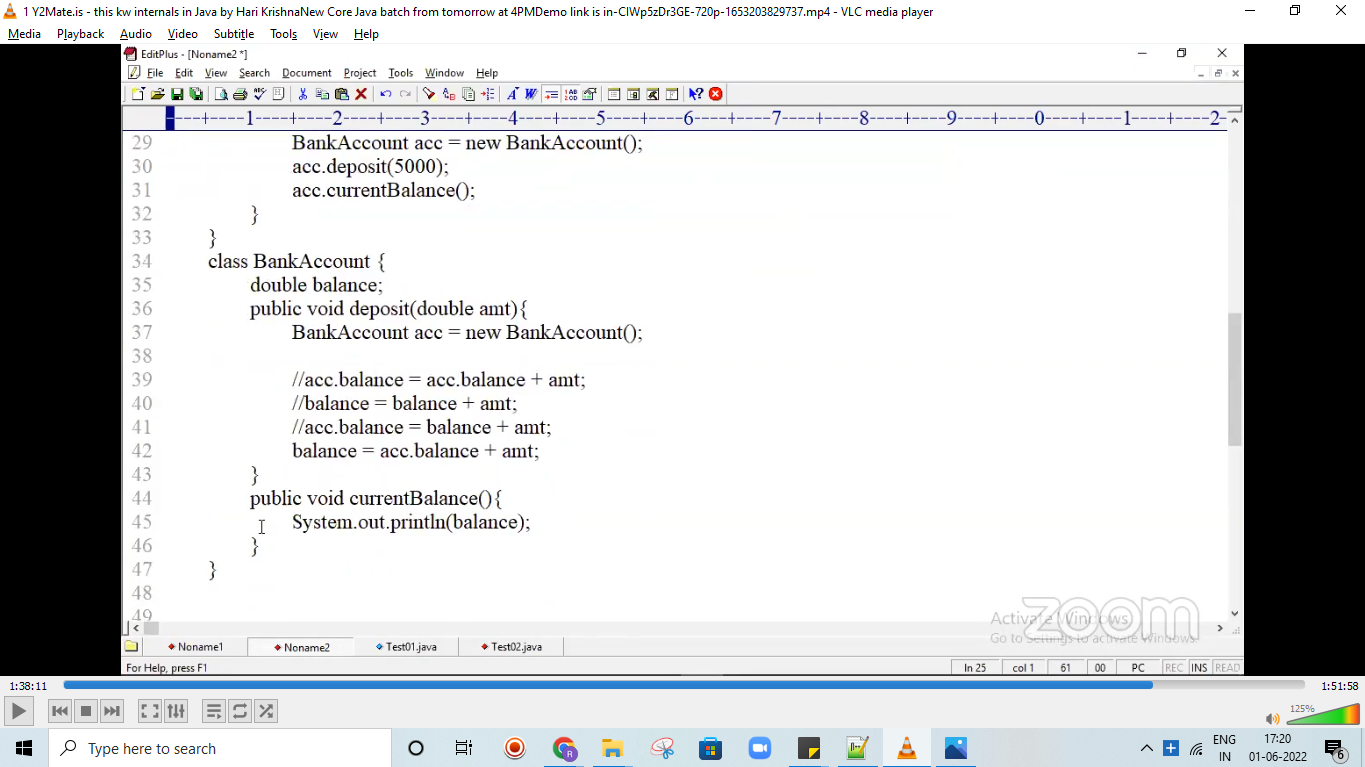 1 Y2Mate.is - this kw internals in Java by Hari KrishnaNew Core Java batch from tomorrow at 4PMDemo link is in-ClWp5zDr3GE-720p-1653203829737.mp4 - VLC media player
Media Playback Audio Video Subtitle Tools View Help
EditPlus - [Noname2 *]
File Edit View Search Document Project Tools Window Help
----+----1----+----2----+----3----+----4----+----5----+----6----+----7----+----8----+----9----+----0----+----1----+----2-
29 BankAccount acc = new BankAccount();
30 acc.deposit(5000);
31 acc.currentBalance();
32 }
33 }
34 class BankAccount {
35 double balance;
36 public void deposit(double amt){
37 BankAccount acc = new BankAccount();
38
39 //acc.balance = acc.balance + amt;
40 //balance = balance + amt;
41 //acc.balance = balance + amt;
42 balance = acc.balance + amt;
43 }
44 public void currentBalance(){
45 System.out.println(balance);
46 }
47 }
48
49
zoom
Activate Windows
Go to Settings to activate Windows.
Noname1 Noname2 Test01.java Test02.java
For Help, press F1 ln 25 col 1 61 00 PC REC INS READ
1:38:11 1:51:58
125%
Type here to search
ENG
IN
17:20
01-06-2022
6